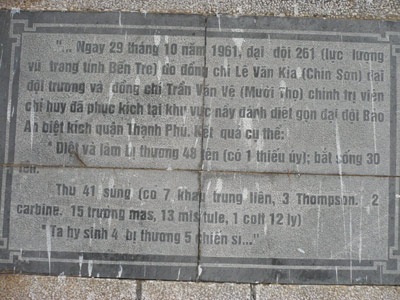 "... Ngay 29 tháng 10 năm 1961, đại đội 261 (lực lượng
vũ trang tỉnh Bến Tre) do đồng chí Lê Văn Kia (Chín Sơn) đại
đội trưởng và đồng chí Trần Văn Vệ (Mười Thọ) chính trị viên
chỉ huy đã phục kích tại khu vực nầy đánh diệt gọn đại đội Bảo
An biệt kích quận Thạnh Phú. Kết quả cụ thể:
" Diệt và làm bị thương 48 tên (có 1 thiếu úy); bắt sống 30
tên.
Thu 41 súng (có 7 khẩu trung liên, 3 Thompson. 2
carbine. 15 trường mas, 13 mis tule, 1 colt 12 ly)
" Ta hy sinh 4 bị thương 5 chiến sĩ..."